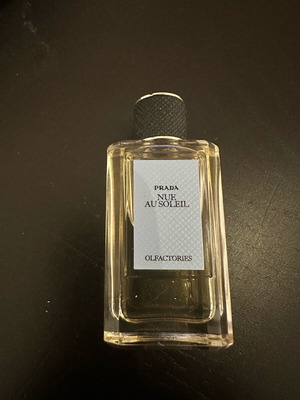 PRADA
NUE
AU SOLEIL
OLFACTORIES